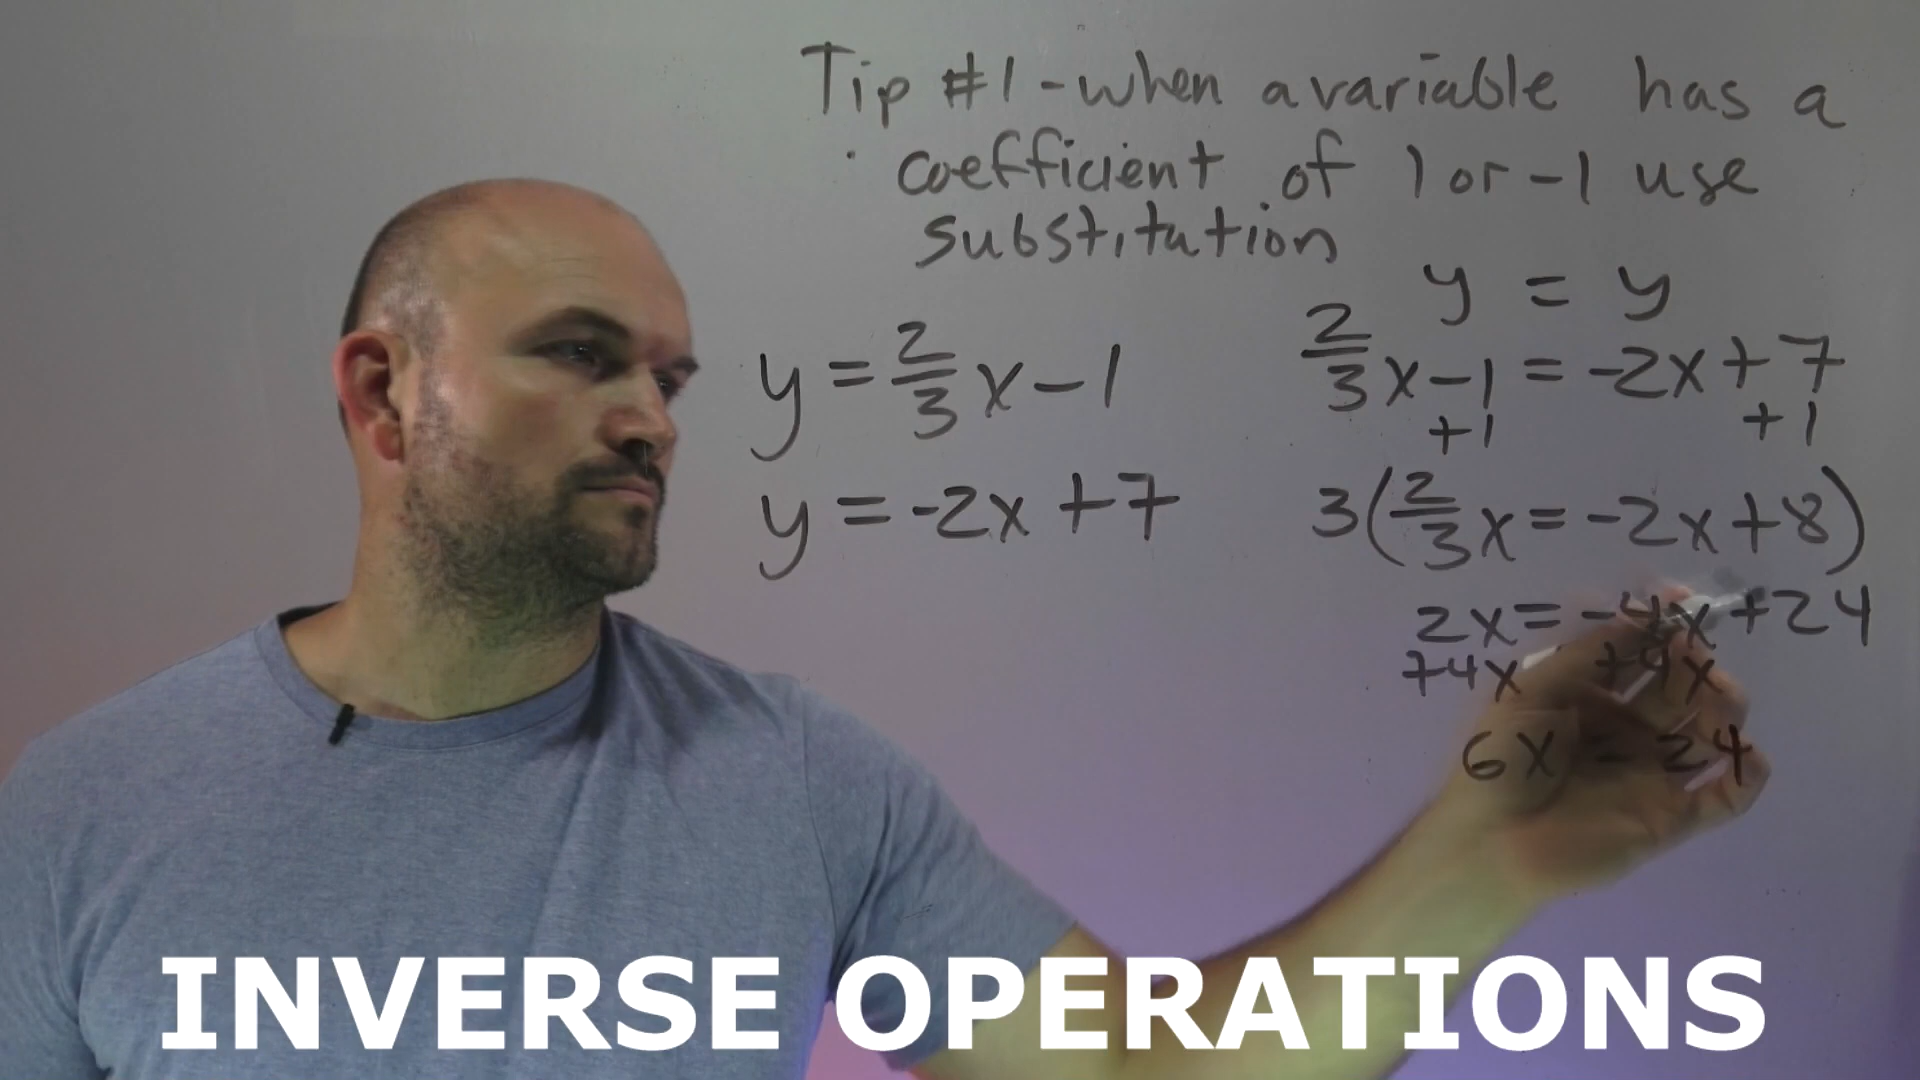 Tip #1 - when a variable has a
coefficient of 1 or -1 use
substitution
y = y
y = 2/3 x - 1
y = -2x + 7
2/3 x - 1 = -2x + 7
+1 +1
3(2/3 x = -2x + 8)
2x = -4x + 24
+4x +4x
6x = 24
INVERSE OPERATIONS